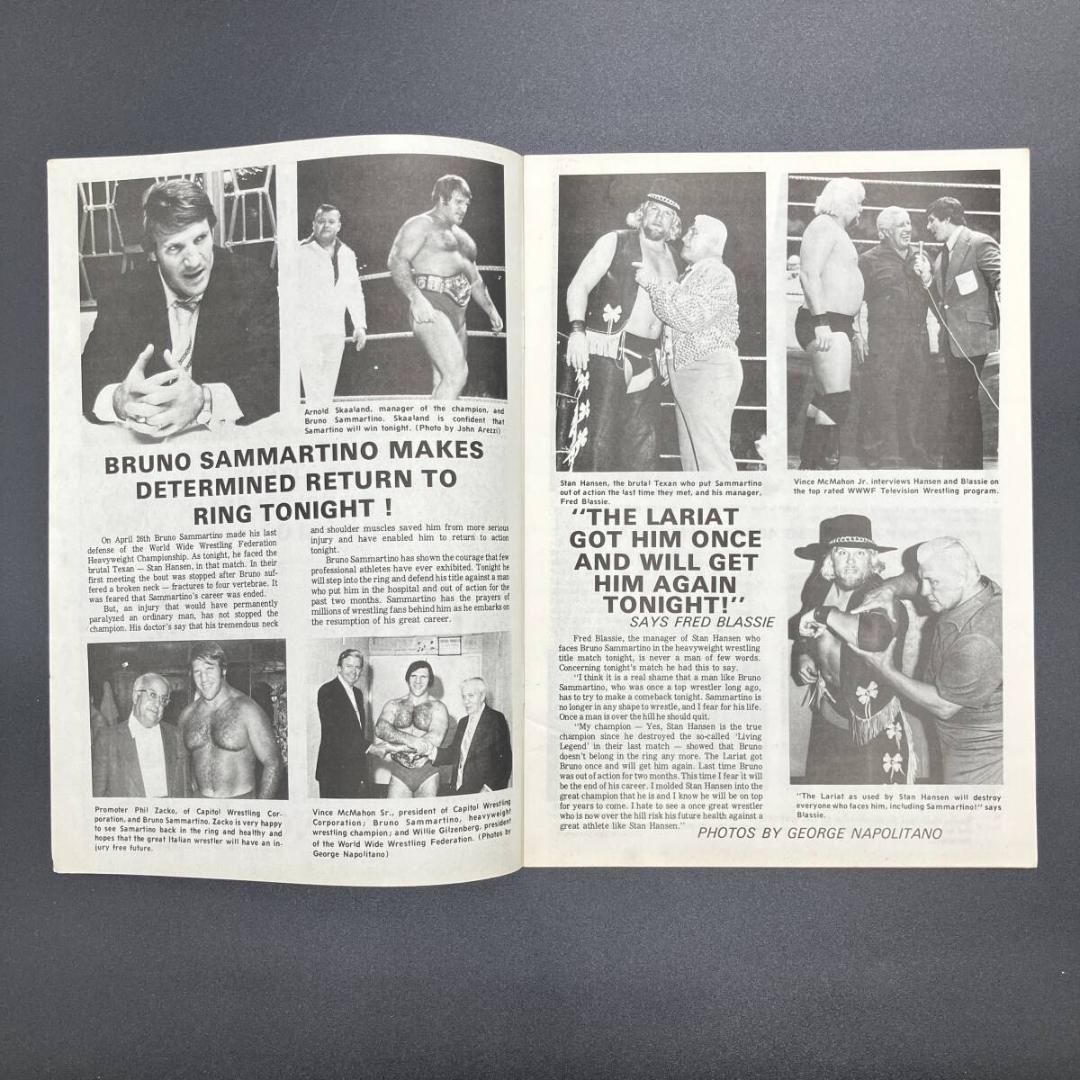 Arnold Skaaland, manager of the champion, and
Bruno Sammartino. Skaaland is confident that
Samartino will win tonight. (Photo by John Arezzi)
BRUNO SAMMARTINO MAKES
DETERMINED RETURN TO
RING TONIGHT !
On April 26th Bruno Sammartino made his last
defense of the World Wide Wrestling Federation
Heavyweight Championship. As tonight, he faced the
brutal Texan — Stan Hansen, in that match. In their
first meeting the bout was stopped after Bruno suf-
fered a broken neck — fractures to four vertebrae. It
was feared that Sammartino's career was ended.
But, an injury that would have permanently
paralyzed an ordinary man, has not stopped the
champion. His doctor's say that his tremendous neck
and shoulder muscles saved him from more serious
injury and have enabled him to return to action
tonight.
Bruno Sammartino has shown the courage that few
professional athletes have ever exhibited. Tonight he
will step into the ring and defend his title against a man
who put him in the hospital and out of action for the
past two months. Sammartino has the prayers of
millions of wrestling fans behind him as he embarks on
the resumption of his great career.
Promoter Phil Zacko, of Capitol Wrestling Cor-
poration, and Bruno Sammartino. Zacko is very happy
to see Samartino back in the ring and healthy and
hopes that the great Italian wrestler will have an in-
jury free future.
Vince McMahon Sr., president of Capitol Wrestling
Corporation; Bruno Sammartino, heavyweight
wrestling champion; and Willie Gilzenberg, president
of the World Wide Wrestling Federation. (Photos by
George Napolitano)
Stan Hansen, the brutal Texan who put Sammartino
out of action the last time they met, and his manager,
Fred Blassie.
Vince McMahon Jr. interviews Hansen and Blassie on
the top rated WWWF Television Wrestling program.
"THE LARIAT
GOT HIM ONCE
AND WILL GET
HIM AGAIN
TONIGHT!"
SAYS FRED BLASSIE
Fred Blassie, the manager of Stan Hansen who
faces Bruno Sammartino in the heavyweight wrestling
title match tonight, is never a man of few words.
Concerning tonight's match he had this to say.
"I think it is a real shame that a man like Bruno
Sammartino, who was once a top wrestler long ago,
has to try to make a comeback tonight. Sammartino is
no longer in any shape to wrestle, and I fear for his life.
Once a man is over the hill he should quit.
"My champion — Yes, Stan Hansen is the true
champion since he destroyed the so-called 'Living
Legend' in their last match — showed that Bruno
doesn't belong in the ring any more. The Lariat got
Bruno once and will get him again. Last time Bruno
was out of action for two months. This time I fear it will
be the end of his career. I molded Stan Hansen into the
great champion that he is and I know he will be on top
for years to come. I hate to see a once great wrestler
who is now over the hill risk his future health against a
great athlete like Stan Hansen."
"The Lariat as used by Stan Hansen will destroy
everyone who faces him, including Sammartino!" says
Blassie.
PHOTOS BY GEORGE NAPOLITANO